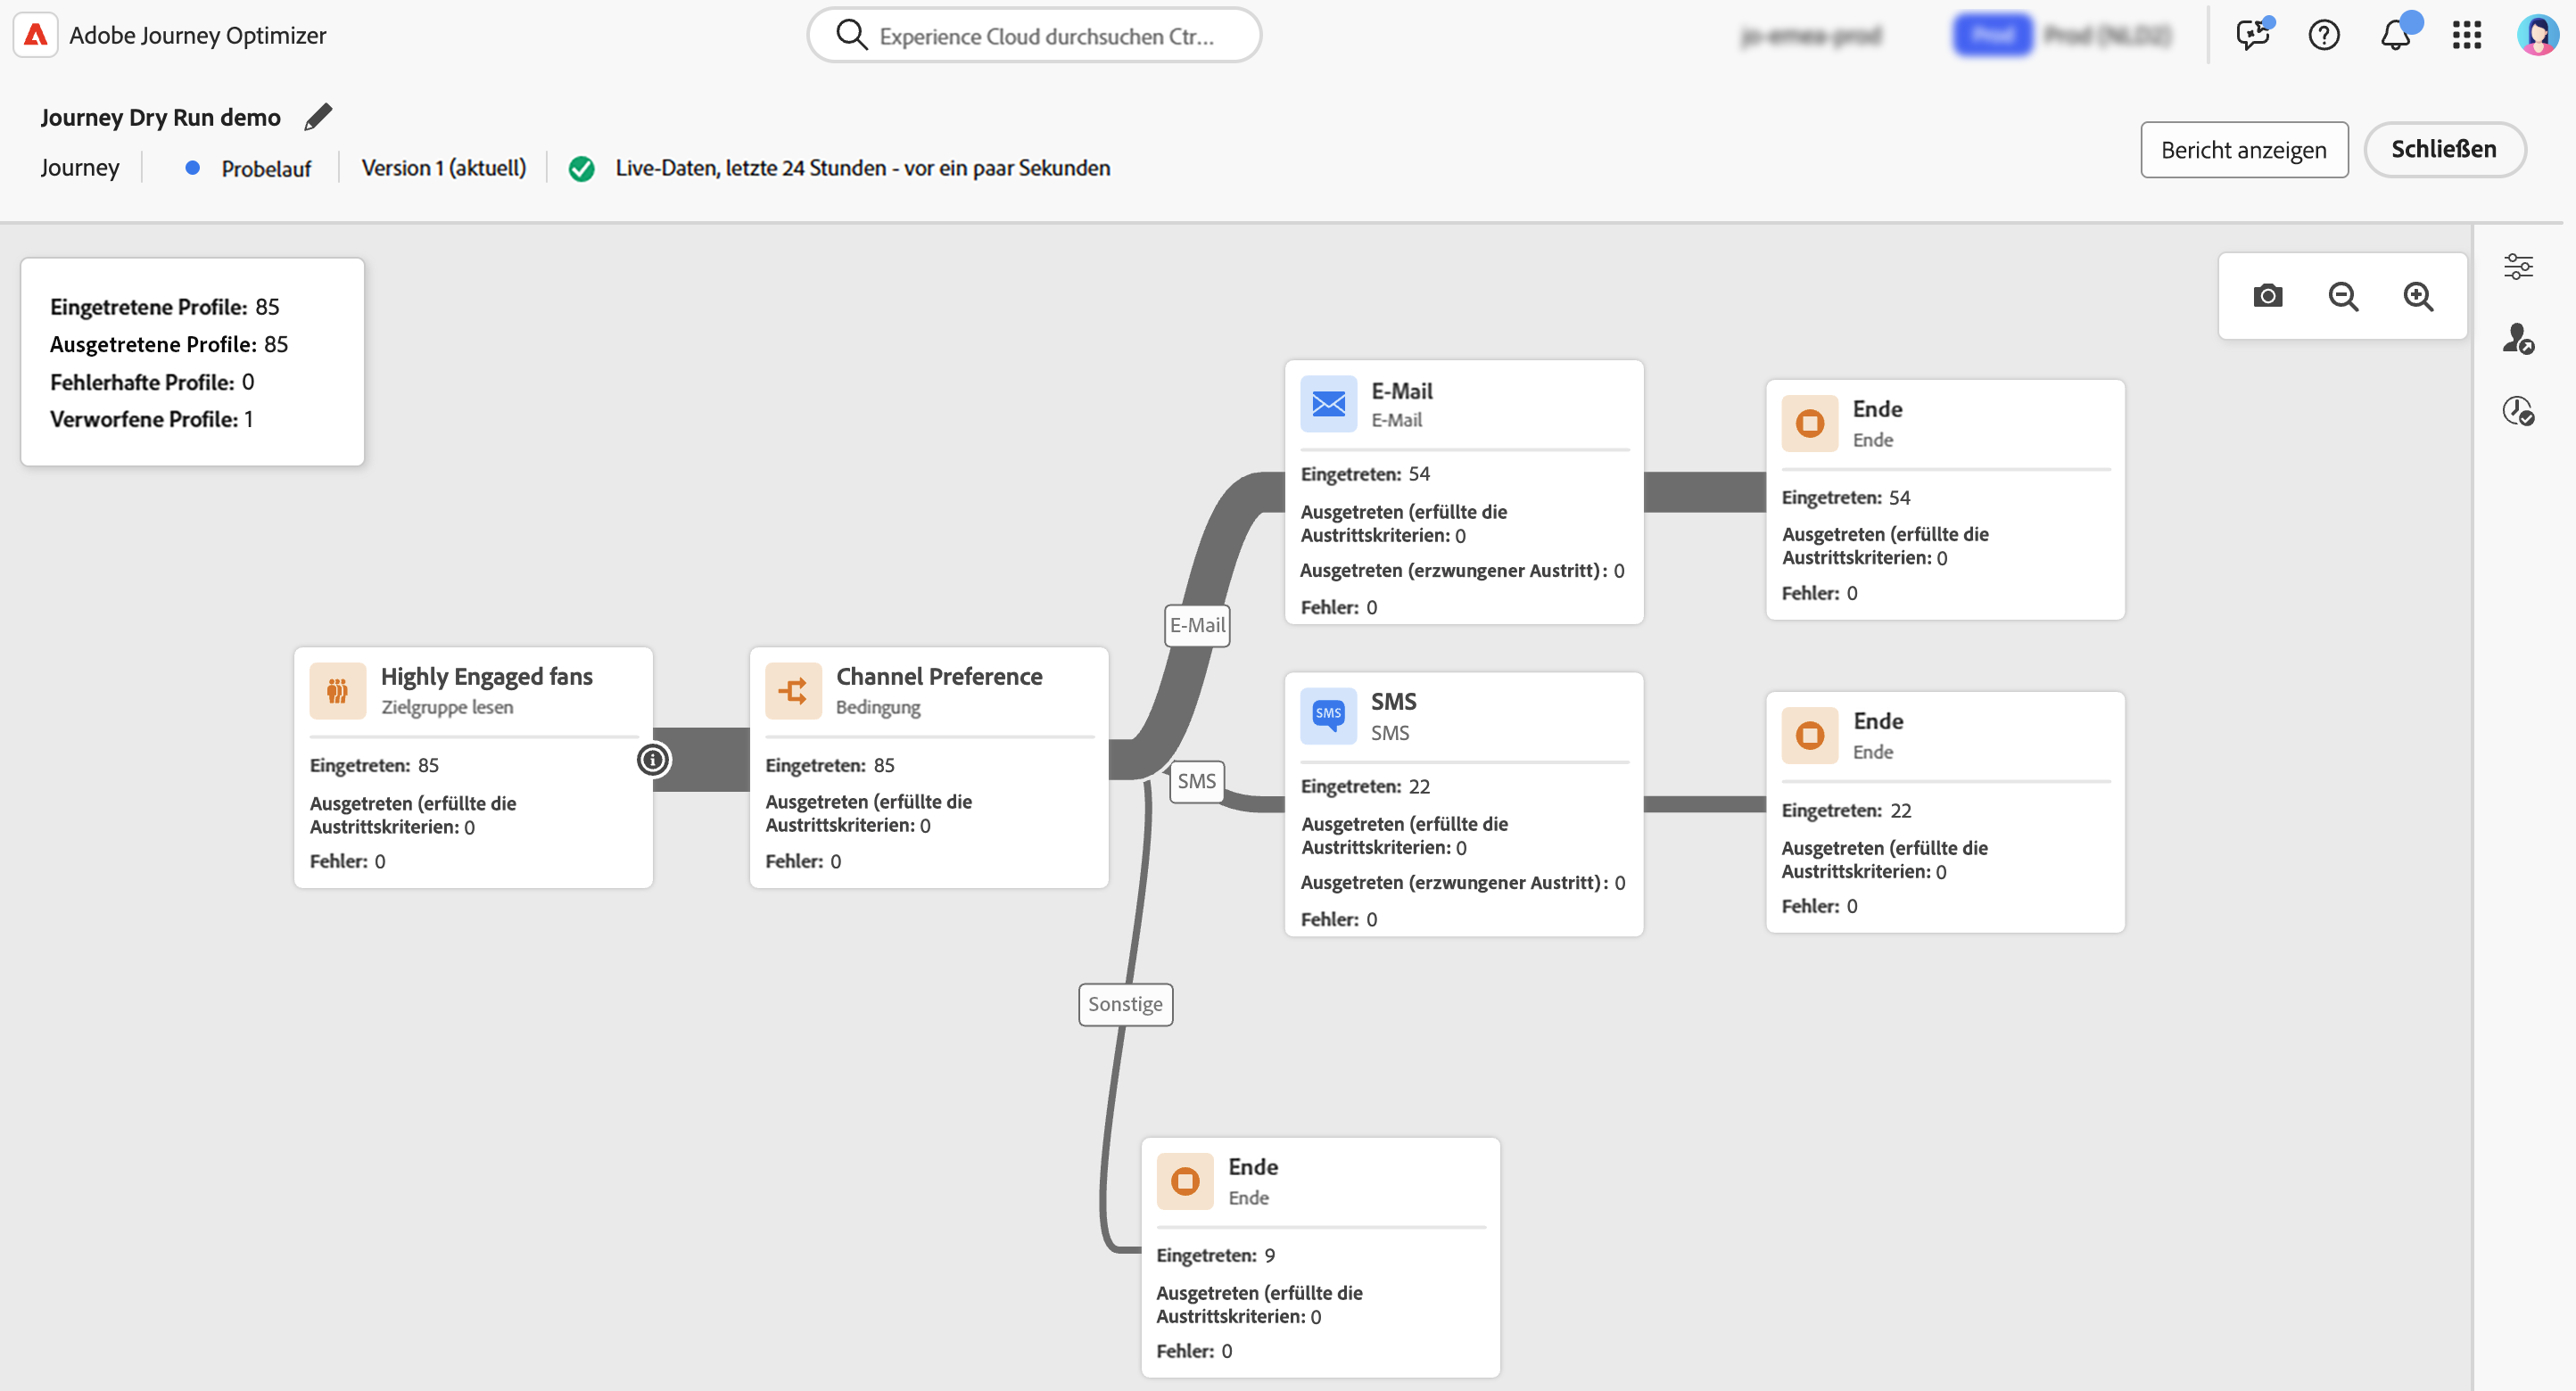 Adobe Journey Optimizer
Experience Cloud durchsuchen Ctr...
Journey Dry Run demo
Journey
Probelauf
Version 1 (aktuell)
Live-Daten, letzte 24 Stunden - vor ein paar Sekunden
Bericht anzeigen
Schließen
Eingetretene Profile: 85
Ausgetretene Profile: 85
Fehlerhafte Profile: 0
Verworfene Profile: 1
Highly Engaged fans
Zielgruppe lesen
Eingetreten: 85
Ausgetreten (erfüllte die
Austrittskriterien: 0
Fehler: 0
Channel Preference
Bedingung
Eingetreten: 85
Ausgetreten (erfüllte die
Austrittskriterien: 0
Fehler: 0
E-Mail
SMS
Sonstige
E-Mail
E-Mail
Eingetreten: 54
Ausgetreten (erfüllte die
Austrittskriterien: 0
Ausgetreten (erzwungener Austritt): 0
Fehler: 0
Ende
Ende
Eingetreten: 54
Ausgetreten (erfüllte die
Austrittskriterien: 0
Fehler: 0
SMS
SMS
SMS
Eingetreten: 22
Ausgetreten (erfüllte die
Austrittskriterien: 0
Ausgetreten (erzwungener Austritt): 0
Fehler: 0
Ende
Ende
Eingetreten: 22
Ausgetreten (erfüllte die
Austrittskriterien: 0
Fehler: 0
Ende
Ende
Eingetreten: 9
Ausgetreten (erfüllte die
Austrittskriterien: 0
Fehler: 0